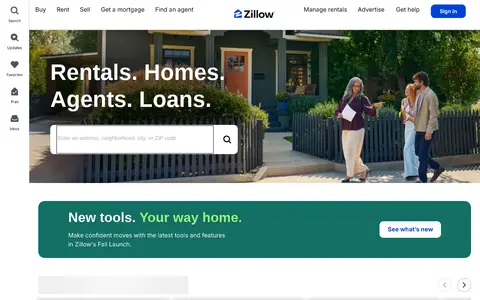 Buy Rent Sell Get a mortgage Find an agent Zillow Manage rentals Advertise Get help Sign in
Search
Updates
Favorites
Plan
Inbox
Rentals. Homes.
Agents. Loans.
Enter an address, neighborhood, city, or ZIP code
New tools. Your way home.
Make confident moves with the latest tools and features
in Zillow's Fall Launch.
See what's new